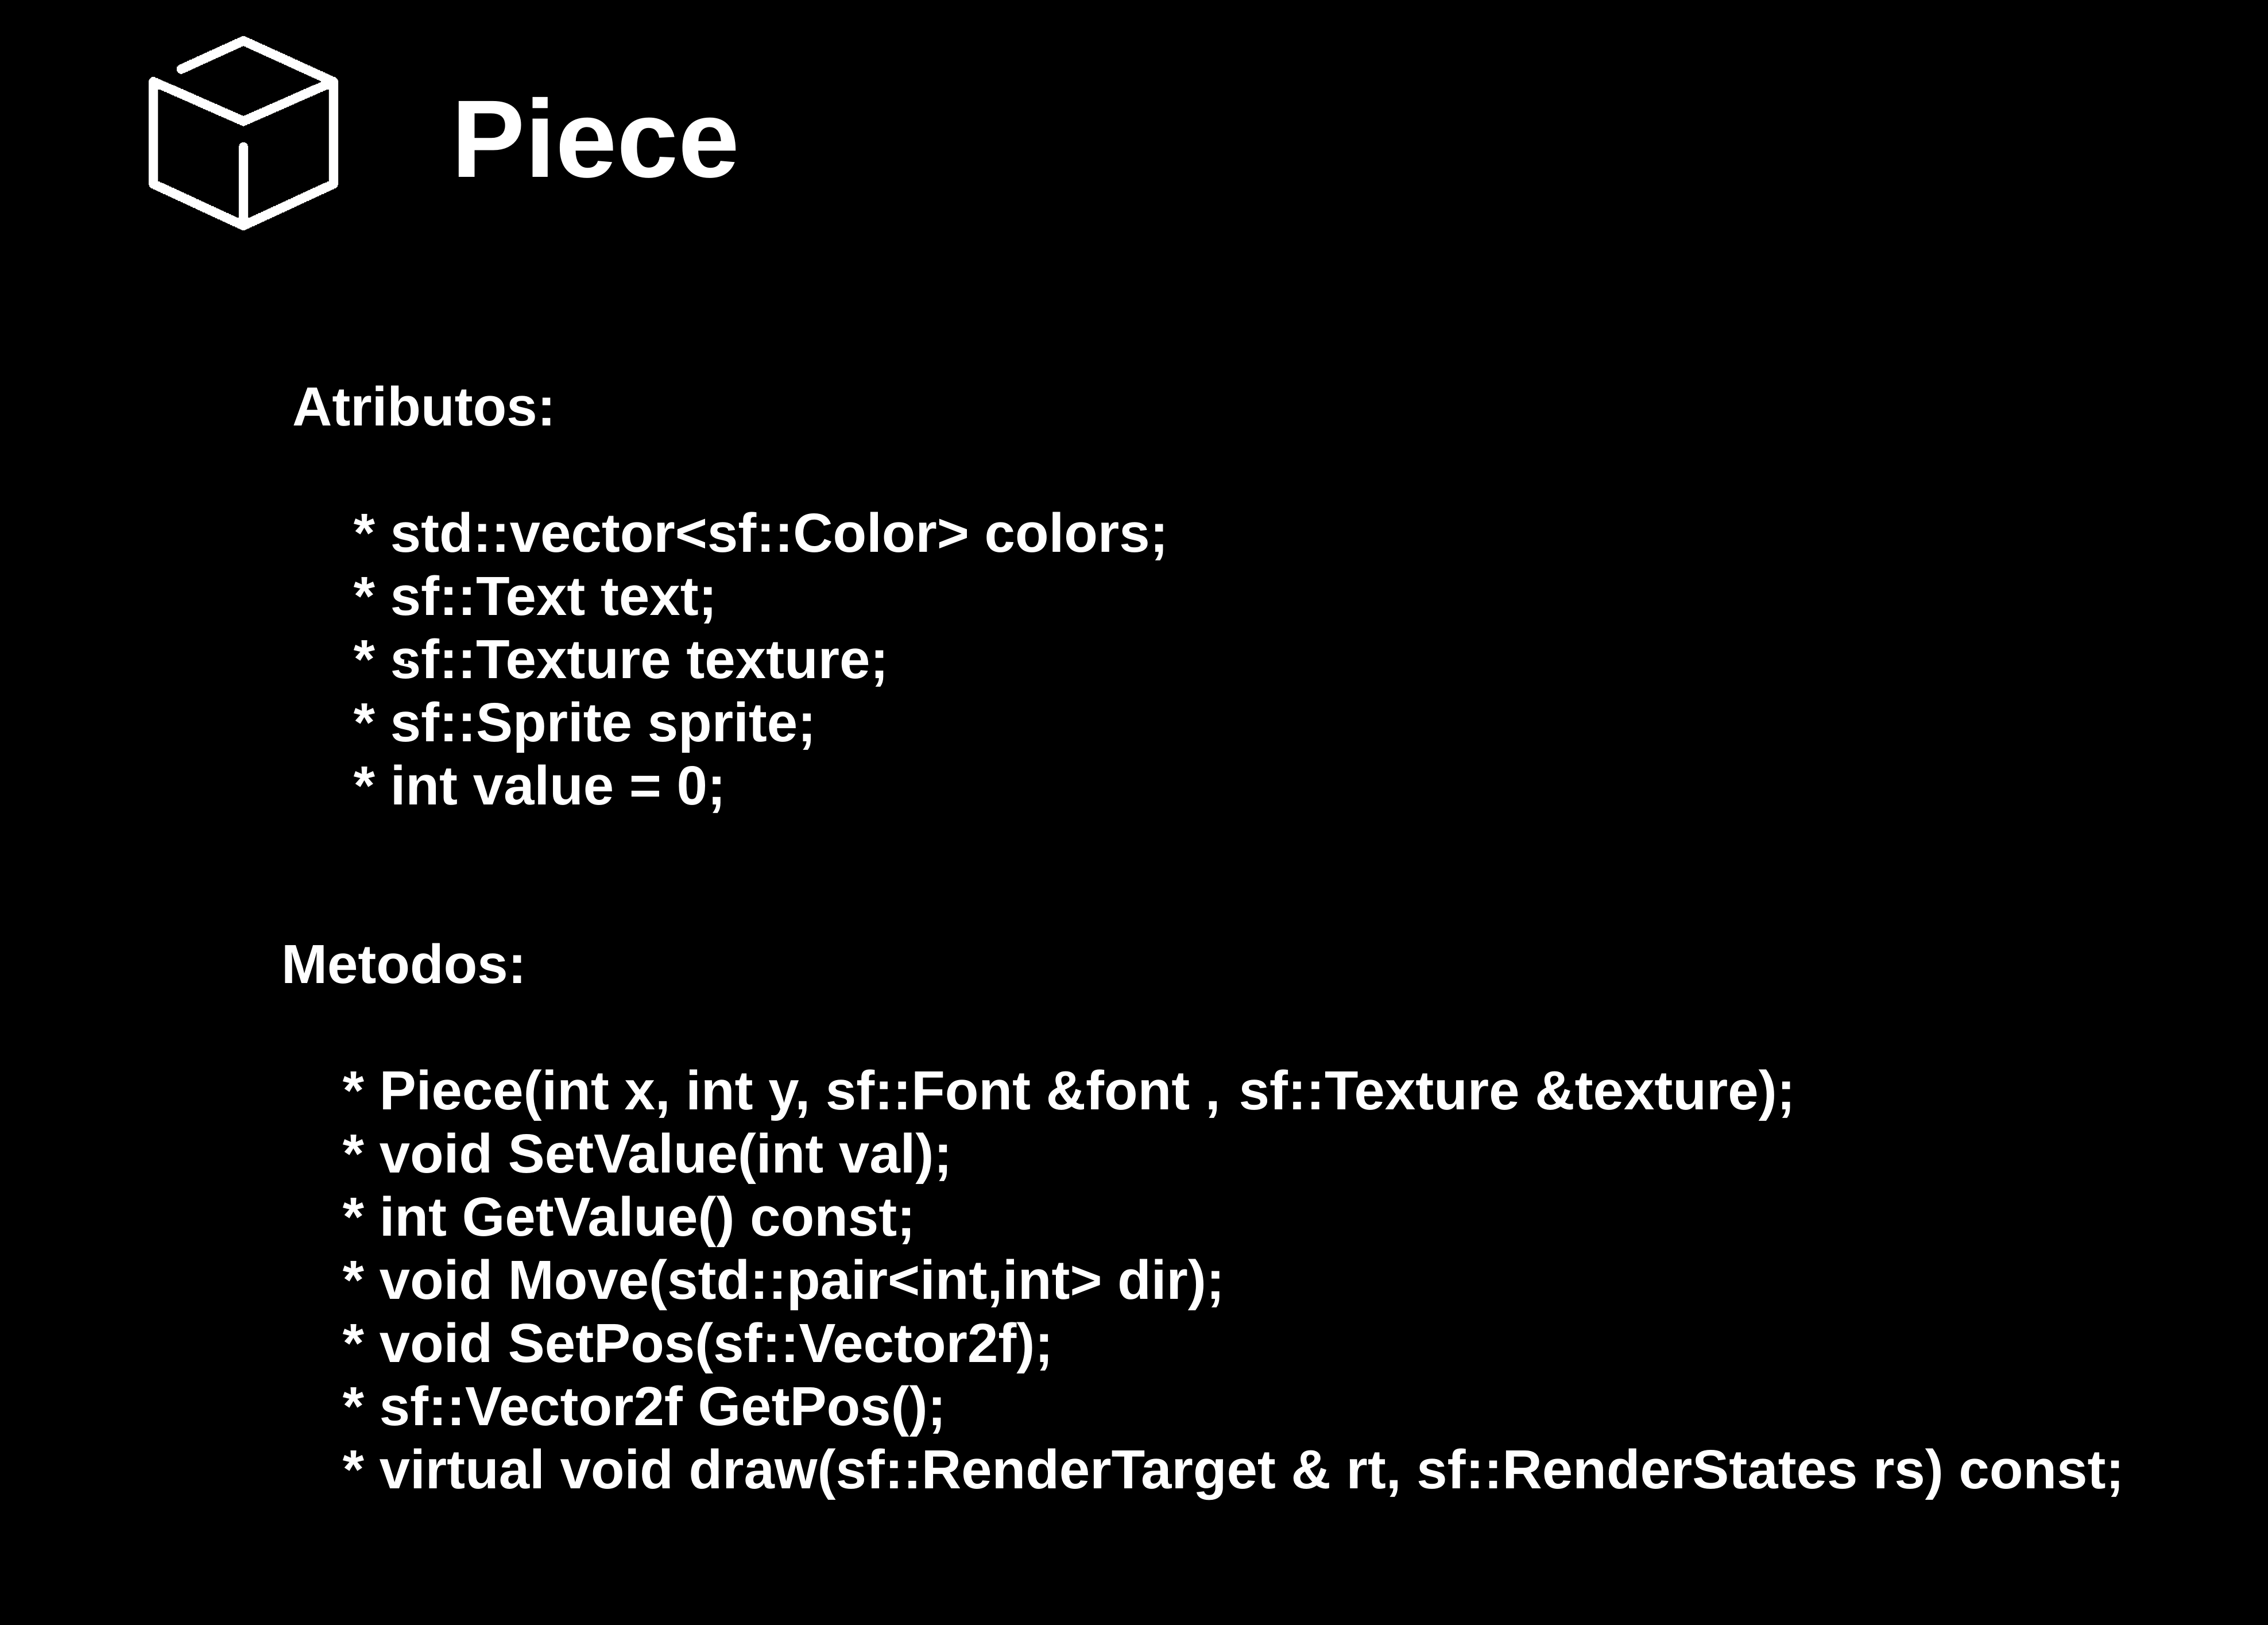 Piece
Atributos:
* std::vector<sf::Color> colors;
* sf::Text text;
* sf::Texture texture;
* sf::Sprite sprite;
* int value = 0;
Metodos:
* Piece(int x, int y, sf::Font &font , sf::Texture &texture);
* void SetValue(int val);
* int GetValue() const;
* void Move(std::pair<int,int> dir);
* void SetPos(sf::Vector2f);
* sf::Vector2f GetPos();
* virtual void draw(sf::RenderTarget & rt, sf::RenderStates rs) const;